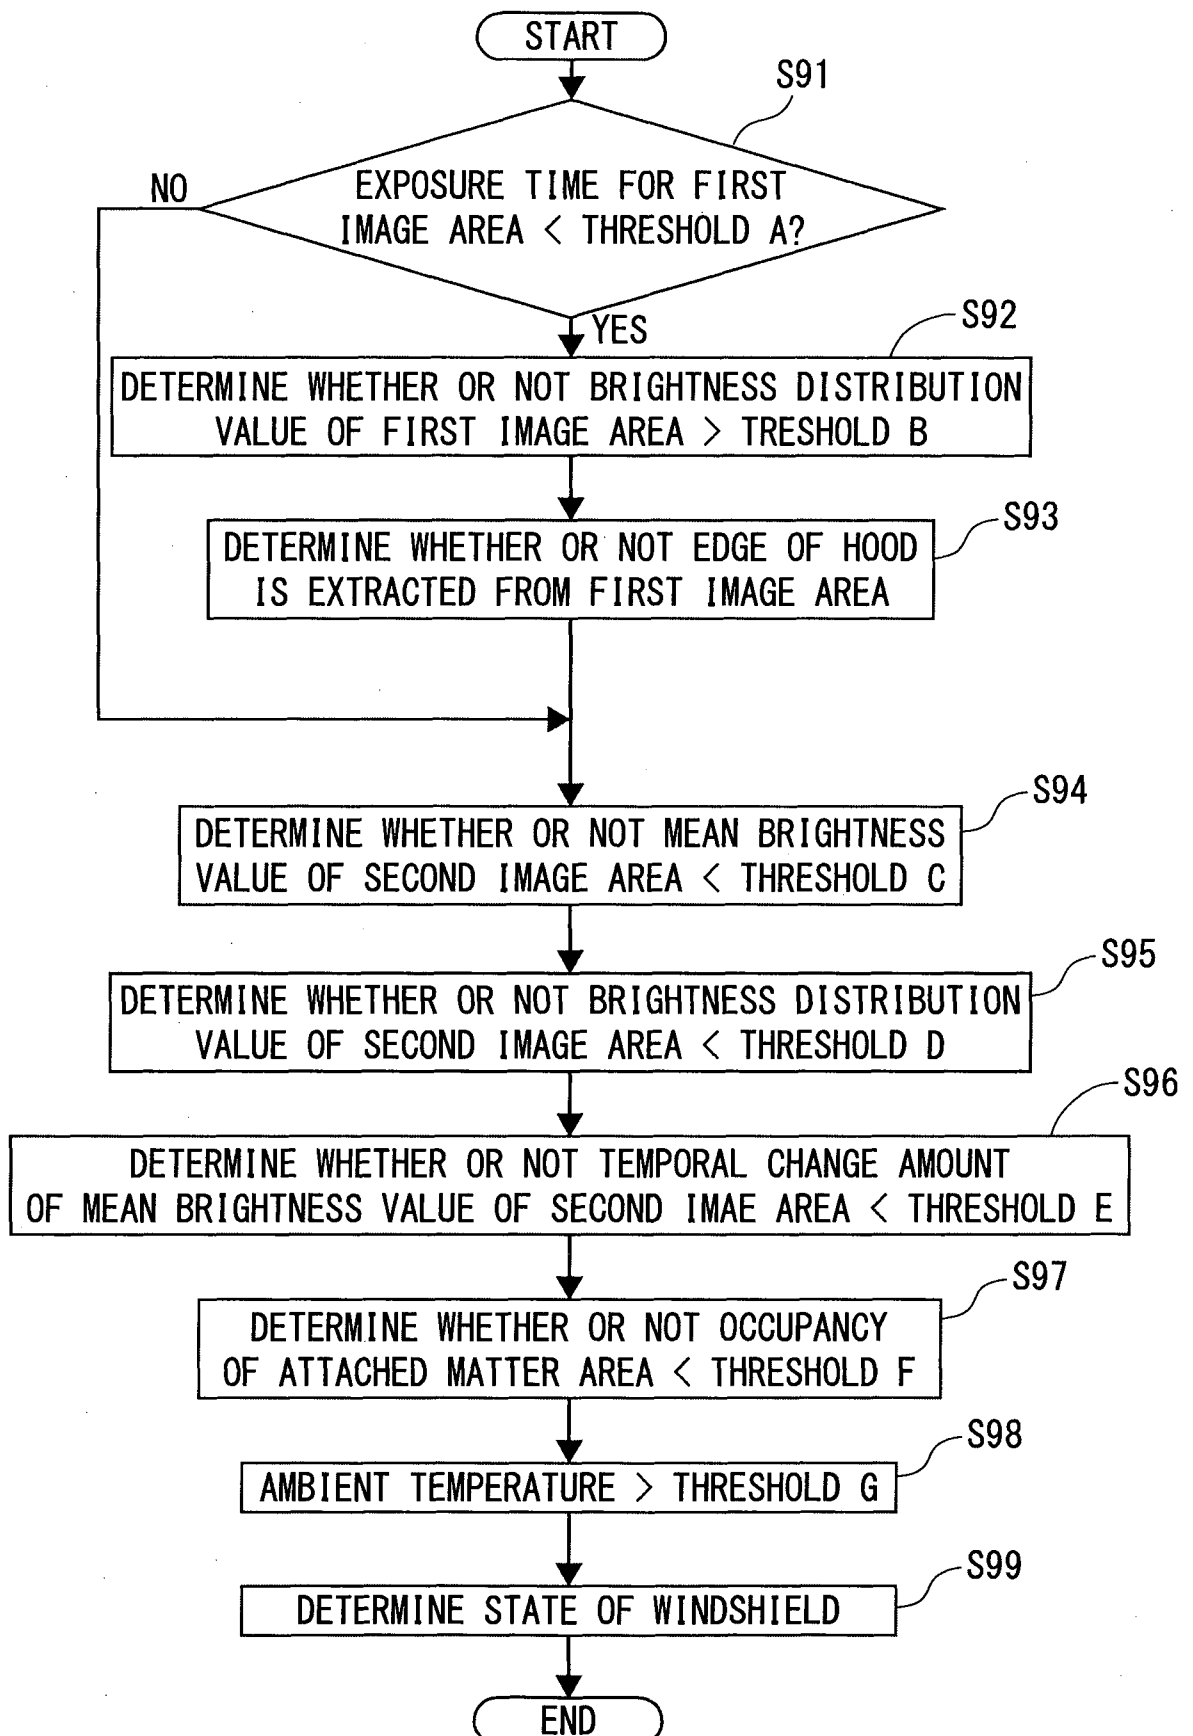 START
S91
NO
EXPOSURE TIME FOR FIRST
IMAGE AREA < THRESHOLD A?
YES
S92
DETERMINE WHETHER OR NOT BRIGHTNESS DISTRIBUTION
VALUE OF FIRST IMAGE AREA > TRESHOLD B
S93
DETERMINE WHETHER OR NOT EDGE OF HOOD
IS EXTRACTED FROM FIRST IMAGE AREA
S94
DETERMINE WHETHER OR NOT MEAN BRIGHTNESS
VALUE OF SECOND IMAGE AREA < THRESHOLD C
S95
DETERMINE WHETHER OR NOT BRIGHTNESS DISTRIBUTION
VALUE OF SECOND IMAGE AREA < THRESHOLD D
S96
DETERMINE WHETHER OR NOT TEMPORAL CHANGE AMOUNT
OF MEAN BRIGHTNESS VALUE OF SECOND IMAE AREA < THRESHOLD E
S97
DETERMINE WHETHER OR NOT OCCUPANCY
OF ATTACHED MATTER AREA < THRESHOLD F
S98
AMBIENT TEMPERATURE > THRESHOLD G
S99
DETERMINE STATE OF WINDSHIELD
END